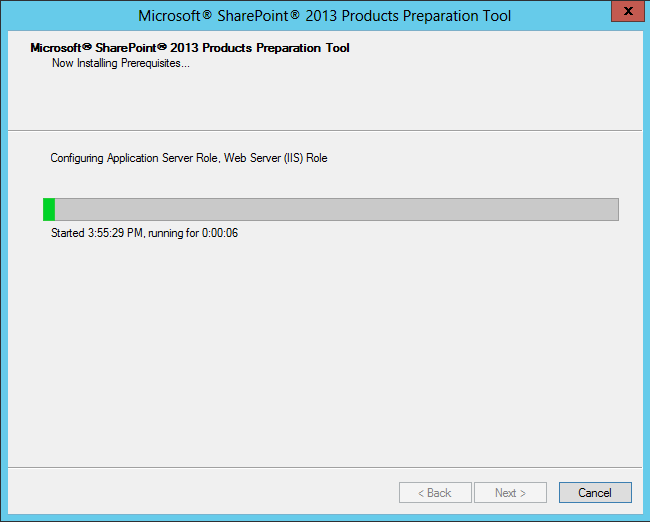 Microsoft® SharePoint® 2013 Products Preparation Tool
X
Microsoft® SharePoint® 2013 Products Preparation Tool
Now Installing Prerequisites...
Configuring Application Server Role, Web Server (IIS) Role
Started 3:55:29 PM, running for 0:00:06
< Back
Next >
Cancel